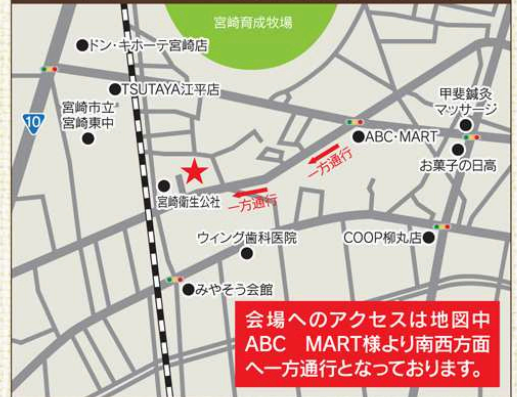 宮崎育成牧場
ドン・キホーテ宮崎店
TSUTAYA江平店
宮崎市立
宮崎東中
10
甲斐鍼灸
マッサージ
ABC・MART
お菓子の日高
一方通行
一方通行
宮崎衛生公社
ウィング歯科医院
COOP柳丸店
みやそう会館
会場へのアクセスは地図中
ABC MART様より南西方面
へ一方通行となっております。